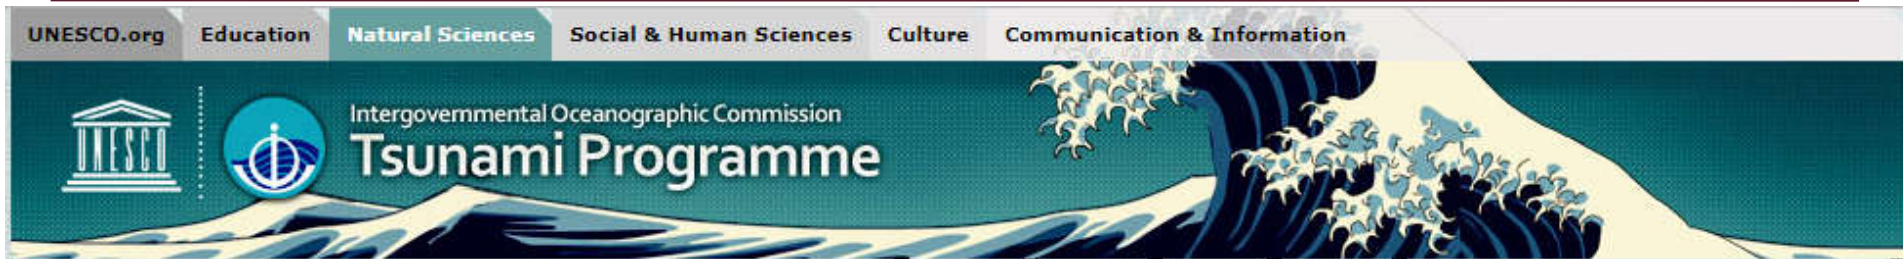 UNESCO.org Education Natural Sciences Social & Human Sciences Culture Communication & Information
UNESCO
Intergovernmental Oceanographic Commission
Tsunami Programme